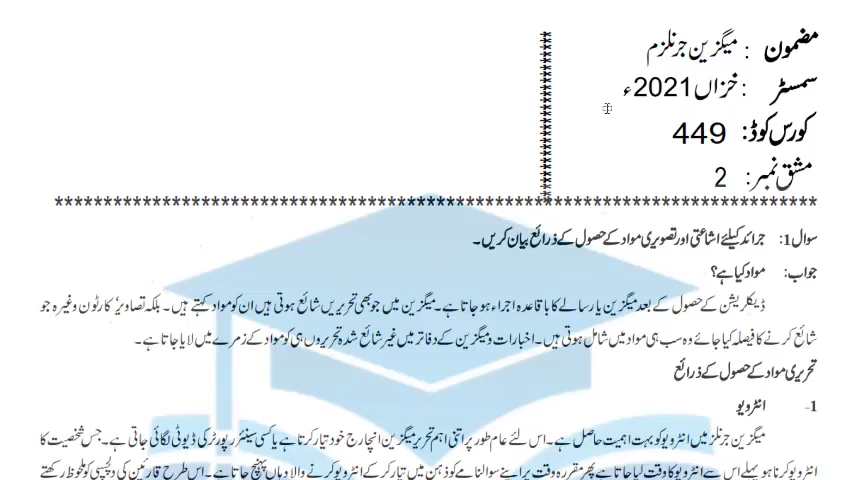 مضمون : میگزین جرنلزم
سمسٹر : خزاں 2021ء
کورس کوڈ: 449
مشق نمبر: 2
سوال 1: جرائد کیلئے اشاعتی اور تصویری مواد کے حصول کے ذرائع بیان کریں۔
جواب: مواد کیا ہے؟
ڈیکلریشن کے حصول کے بعد میگزین یا رسالے کا باقاعدہ اجراء ہو جاتا ہے۔ میگزین میں جو بھی تحریریں شائع ہوتی ہیں ان کو مواد کہتے ہیں۔ بلکہ تصاویر' کارٹون وغیرہ جو
شائع کرنے کا فیصلہ کیا جائے وہ سب ہی مواد میں شامل ہوتی ہیں۔ اخبارات و میگزین کے دفاتر میں غیر شائع شدہ تحریروں ہی کو مواد کے زمرے میں لایا جاتا ہے۔
تحریری مواد کے حصول کے ذرائع
1- انٹرویو
میگزین جرنلز میں انٹرویو کو بہت اہمیت حاصل ہے۔ اس لئے عام طور پر اتنی اہم تحریر میگزین انچارج خود تیار کرتا ہے یا کسی سینئر رپورٹر کی ڈیوٹی لگائی جاتی ہے۔ جس شخصیت کا
انٹرویو کرنا ہو پہلے اس سے انٹرویو کا وقت لیا جاتا ہے پھر مقررہ وقت پر اپنے سوالنامے کو ذہن میں تیار کر کے انٹرویو کرنے والا وہاں پہنچ جاتا ہے۔ اس طرح قارئین کی دلچسپی کو ملحوظ رکھتے